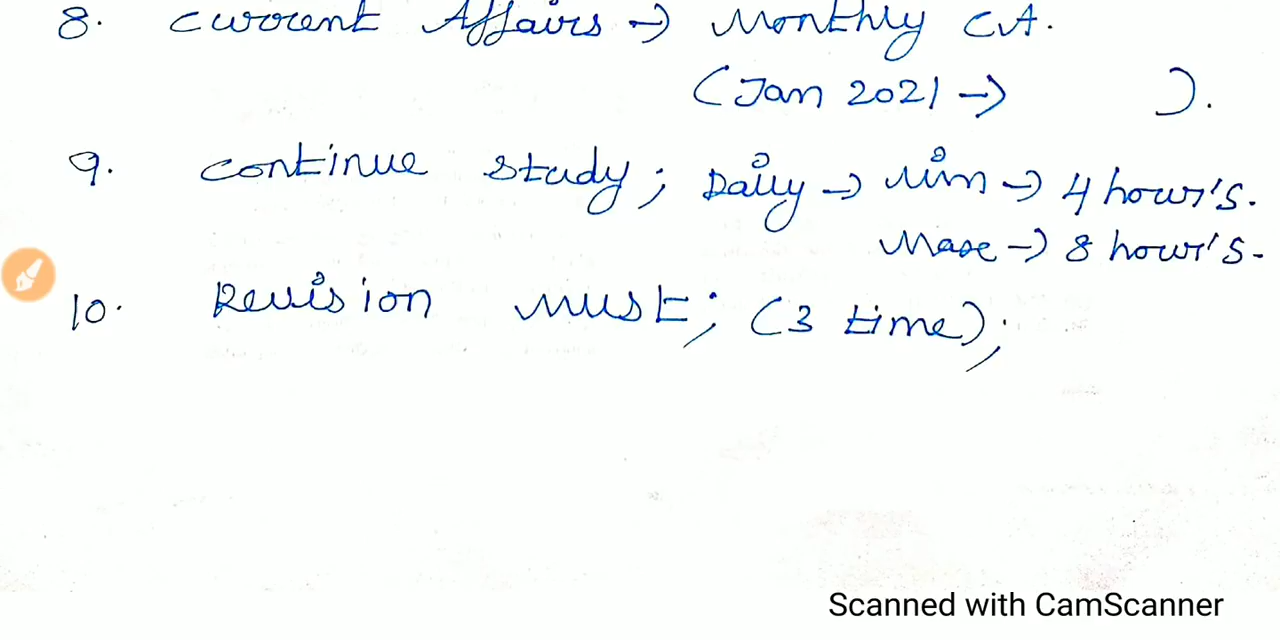 8. Current Affairs → Monthly CA.
(Jan 2021 → ).
9. Continue study; Daily → Min → 4 hour's.
Max → 8 hour's.
10. Revision must; (3 time);
Scanned with CamScanner